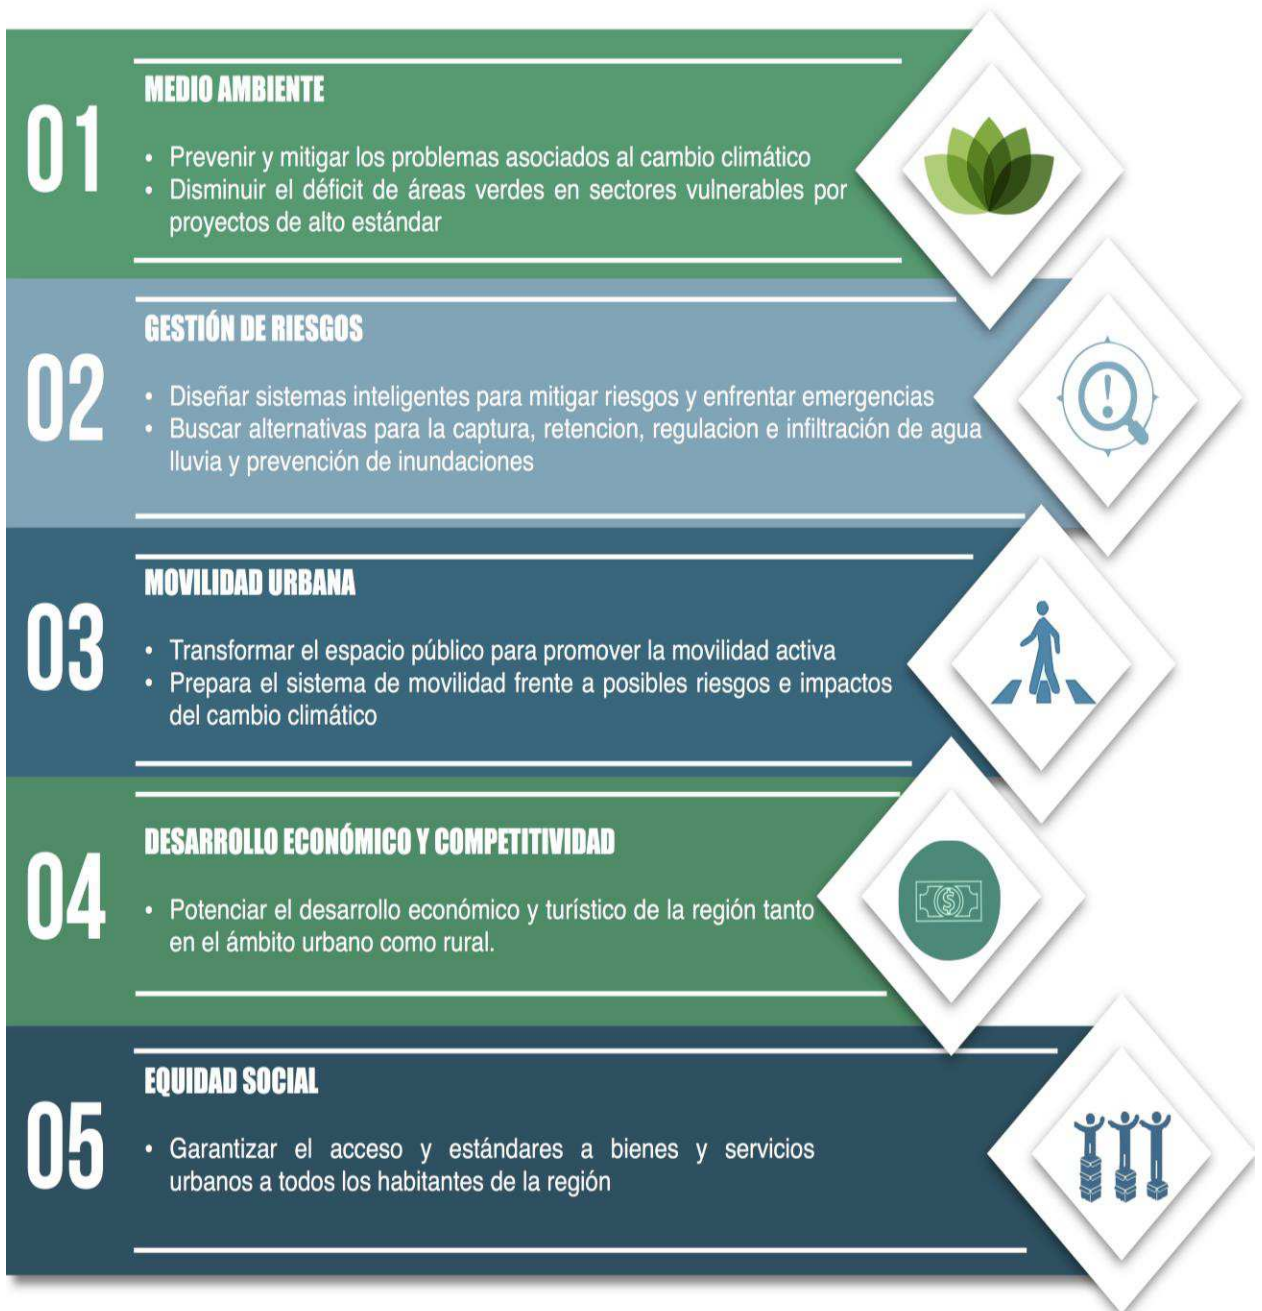 01
MEDIO AMBIENTE
• Prevenir y mitigar los problemas asociados al cambio climático
• Disminuir el déficit de áreas verdes en sectores vulnerables por
proyectos de alto estándar
02
GESTIÓN DE RIESGOS
• Diseñar sistemas inteligentes para mitigar riesgos y enfrentar emergencias
• Buscar alternativas para la captura, retencion, regulacion e infiltración de agua
lluvia y prevención de inundaciones
03
MOVILIDAD URBANA
• Transformar el espacio público para promover la movilidad activa
• Prepara el sistema de movilidad frente a posibles riesgos e impactos
del cambio climático
04
DESARROLLO ECONÓMICO Y COMPETITIVIDAD
• Potenciar el desarrollo económico y turístico de la región tanto
en el ámbito urbano como rural.
05
EQUIDAD SOCIAL
• Garantizar el acceso y estándares a bienes y servicios
urbanos a todos los habitantes de la región